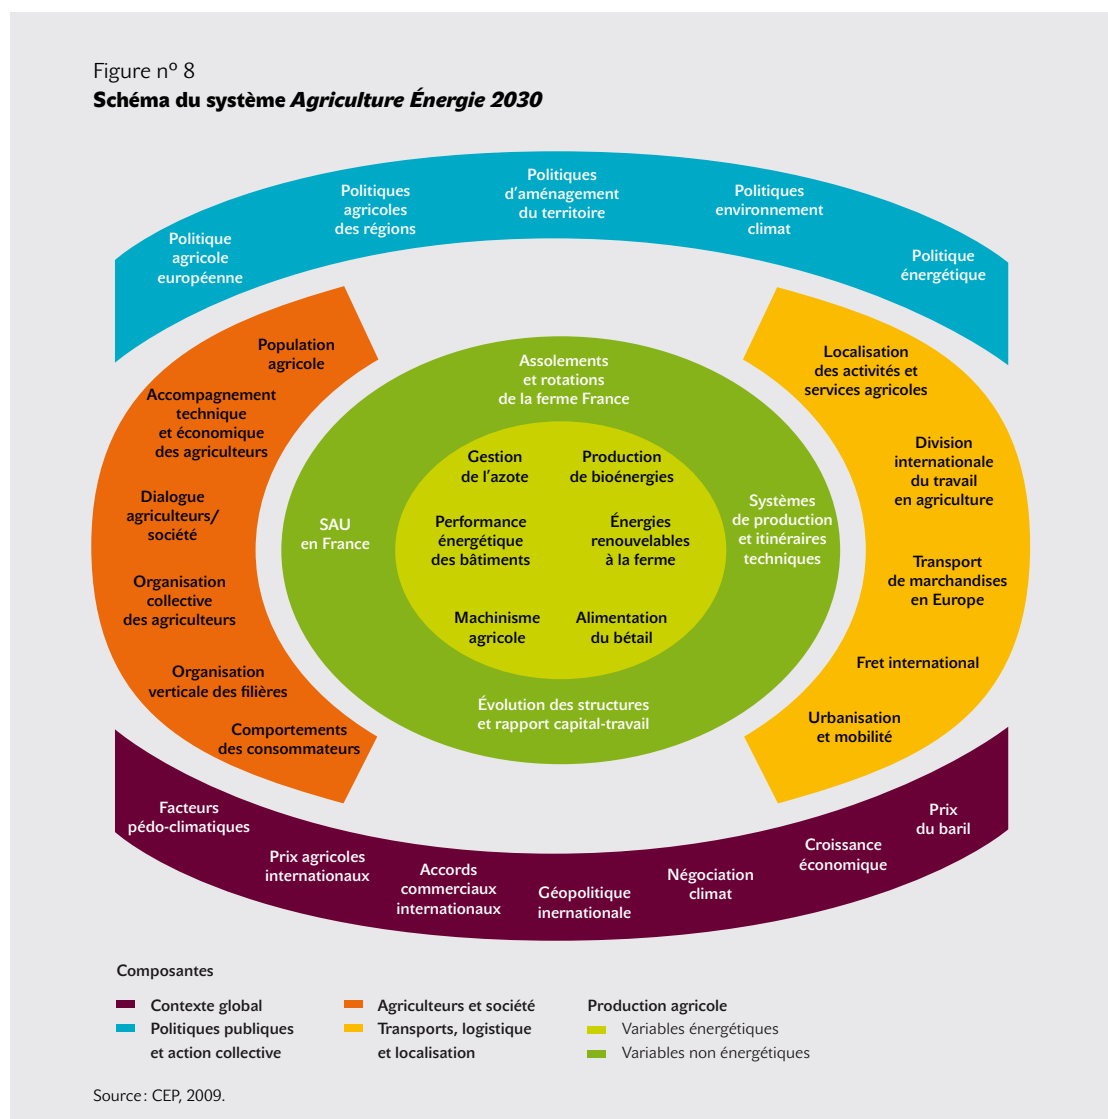 Figure nº 8
Schéma du système Agriculture Énergie 2030
Politique
agricole
européenne
Politiques
agricoles
des régions
Politiques
d'aménagement
du territoire
Politiques
environnement
climat
Politique
énergétique
Population
agricole
Accompagnement
technique
et économique
des agriculteurs
Dialogue
agriculteurs/
société
Organisation
collective
des agriculteurs
Organisation
verticale des filières
Comportements
des consommateurs
Assolements
et rotations
de la ferme France
SAU
en France
Systèmes
de production
et itinéraires
techniques
Évolution des structures
et rapport capital-travail
Gestion
de l'azote
Production
de bioénergies
Performance
énergétique
des bâtiments
Énergies
renouvelables
à la ferme
Machinisme
agricole
Alimentation
du bétail
Localisation
des activités et
services agricoles
Division
internationale
du travail
en agriculture
Transport
de marchandises
en Europe
Fret international
Urbanisation
et mobilité
Facteurs
pédo-climatiques
Prix agricoles
internationaux
Accords
commerciaux
internationaux
Géopolitique
inernationale
Négociation
climat
Croissance
économique
Prix
du baril
Composantes
Contexte global
Politiques publiques
et action collective
Agriculteurs et société
Transports, logistique
et localisation
Production agricole
Variables énergétiques
Variables non énergétiques
Source : CEP, 2009.